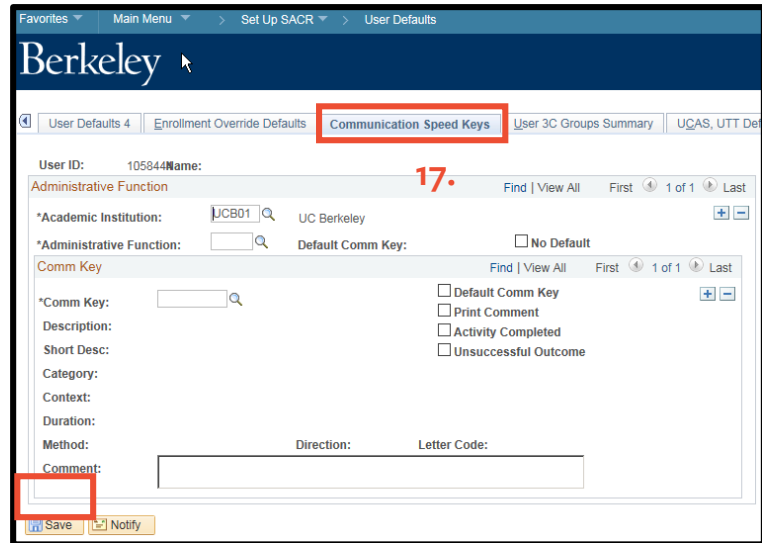 Favorites Main Menu > Set Up SACR > User Defaults
Berkeley
User Defaults 4 Enrollment Override Defaults Communication Speed Keys User 3C Groups Summary UCAS, UTT Def
17.
User ID: 105844 Name:
Administrative Function Find | View All First 1 of 1 Last
*Academic Institution: UCB01 UC Berkeley
*Administrative Function: Default Comm Key: No Default
Comm Key Find | View All First 1 of 1 Last
*Comm Key: Default Comm Key
Print Comment
Description: Activity Completed
Short Desc: Unsuccessful Outcome
Category:
Context:
Duration:
Method: Direction: Letter Code:
Comment:
Save Notify